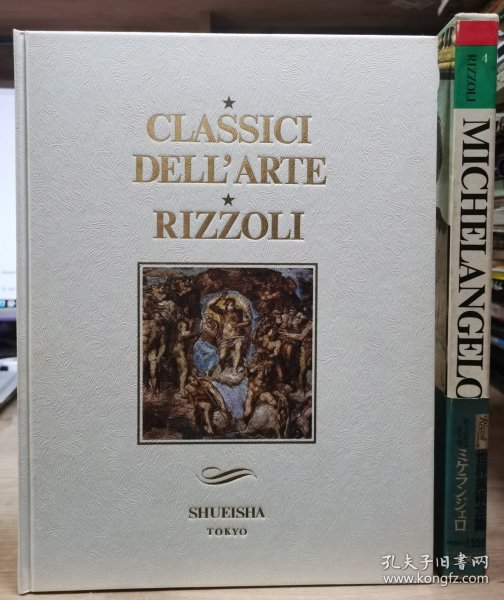 CLASSICI
DELL'ARTE
RIZZOLI
SHUEISHA
TOKYO
4
RIZZOLI
MICHELANGELO
ミケランジェロ
孔夫子旧书网
www.kongfz.com